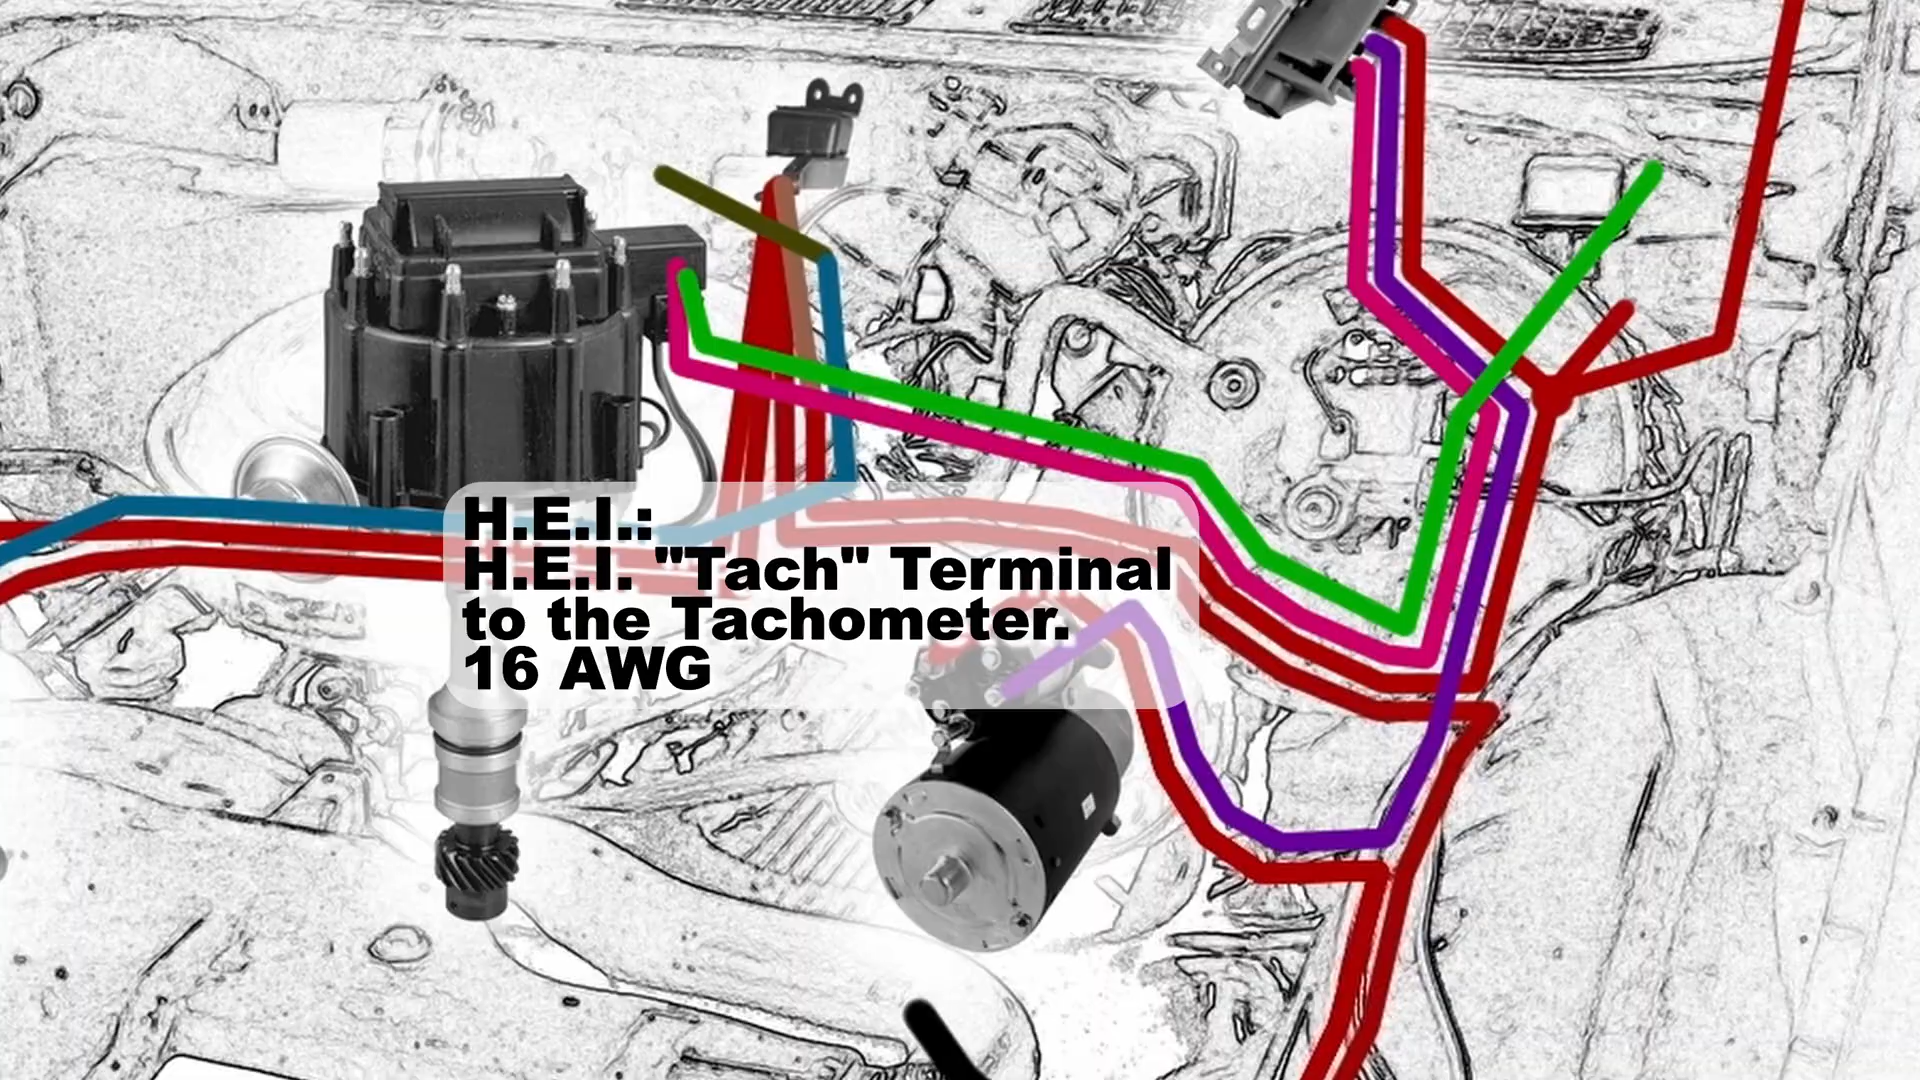 H.E.I.:
H.E.I. "Tach" Terminal
to the Tachometer.
16 AWG